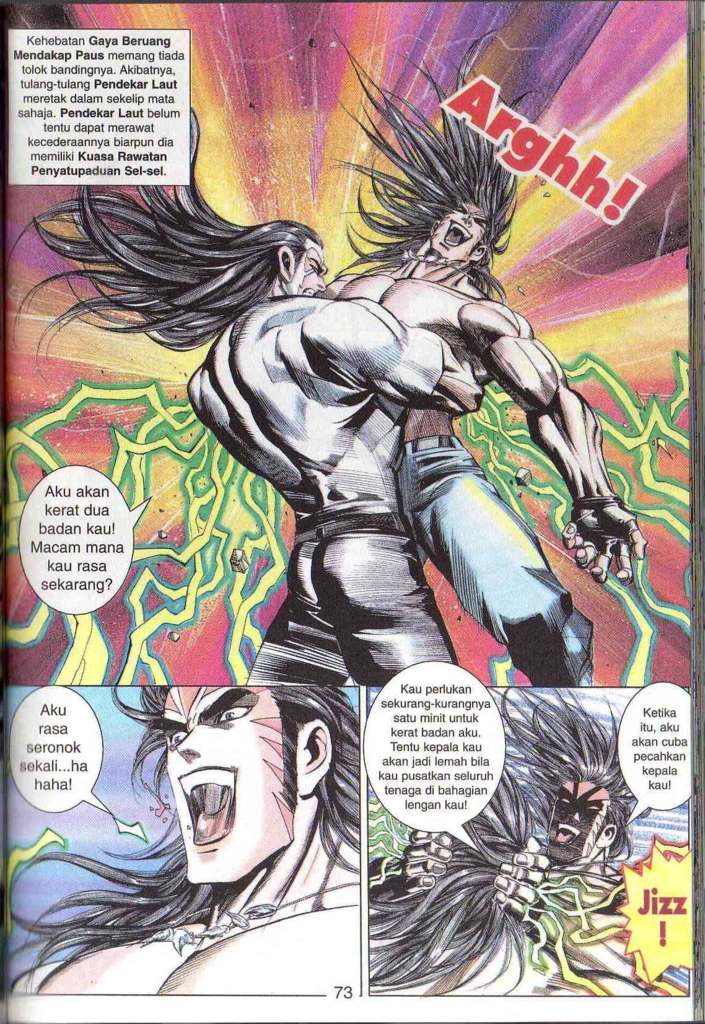 Kehebatan Gaya Beruang
Mendakap Paus memang tiada
tolok bandingnya. Akibatnya,
tulang-tulang Pendekar Laut
meretak dalam sekelip mata
sahaja. Pendekar Laut belum
tentu dapat merawat
kecederaannya biarpun dia
memiliki Kuasa Rawatan
Penyatupaduan Sel-sel.
Arghh!
Aku akan
kerat dua
badan kau!
Macam mana
kau rasa
sekarang?
Aku
rasa
seronok
sekali...ha
haha!
Kau perlukan
sekurang-kurangnya
satu minit untuk
kerat badan aku.
Tentu kepala kau
akan jadi lemah bila
kau pusatkan seluruh
tenaga di bahagian
lengan kau!
Ketika
itu, aku
akan cuba
pecahkan
kepala
kau!
Jizz
!
73